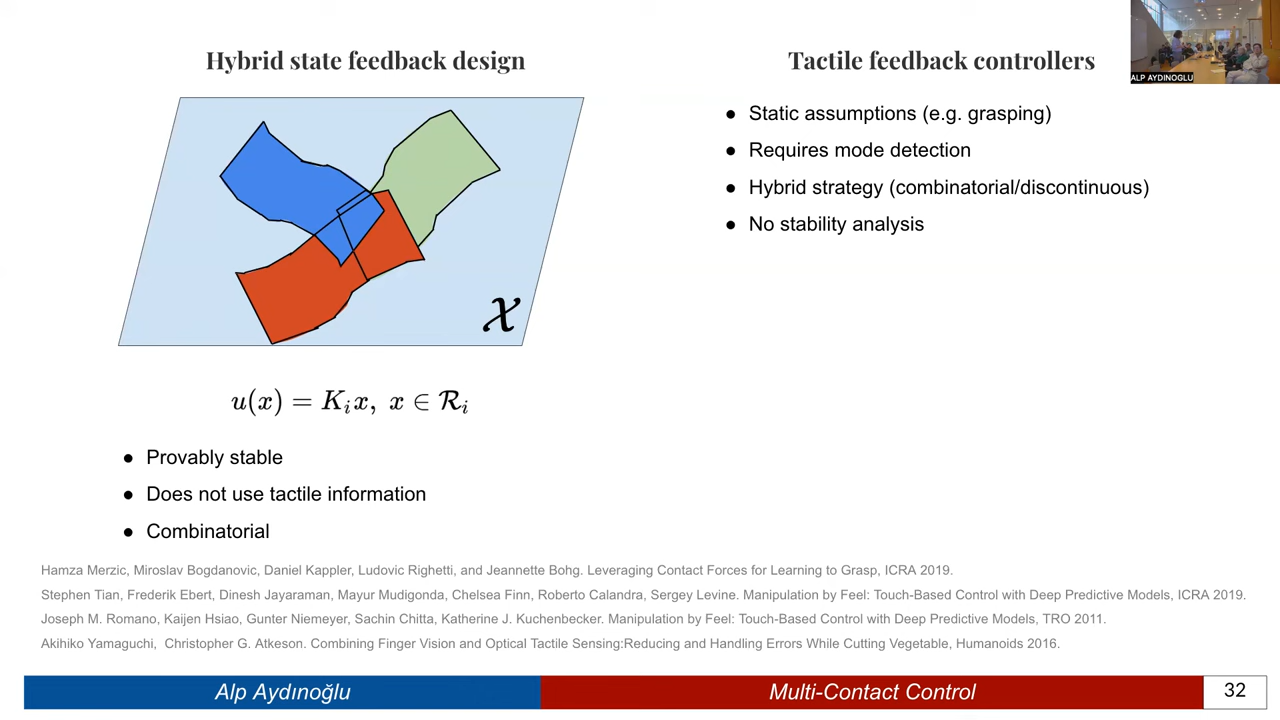 Hybrid state feedback design
𝒳
u(x) = Kᵢx, x ∈ ℛᵢ
● Provably stable
● Does not use tactile information
● Combinatorial
Tactile feedback controllers
● Static assumptions (e.g. grasping)
● Requires mode detection
● Hybrid strategy (combinatorial/discontinuous)
● No stability analysis
ALP AYDINOGLU
Hamza Merzic, Miroslav Bogdanovic, Daniel Kappler, Ludovic Righetti, and Jeannette Bohg. Leveraging Contact Forces for Learning to Grasp, ICRA 2019.
Stephen Tian, Frederik Ebert, Dinesh Jayaraman, Mayur Mudigonda, Chelsea Finn, Roberto Calandra, Sergey Levine. Manipulation by Feel: Touch-Based Control with Deep Predictive Models, ICRA 2019.
Joseph M. Romano, Kaijen Hsiao, Gunter Niemeyer, Sachin Chitta, Katherine J. Kuchenbecker. Manipulation by Feel: Touch-Based Control with Deep Predictive Models, TRO 2011.
Akihiko Yamaguchi, Christopher G. Atkeson. Combining Finger Vision and Optical Tactile Sensing:Reducing and Handling Errors While Cutting Vegetable, Humanoids 2016.
Alp Aydınoğlu
Multi-Contact Control
32